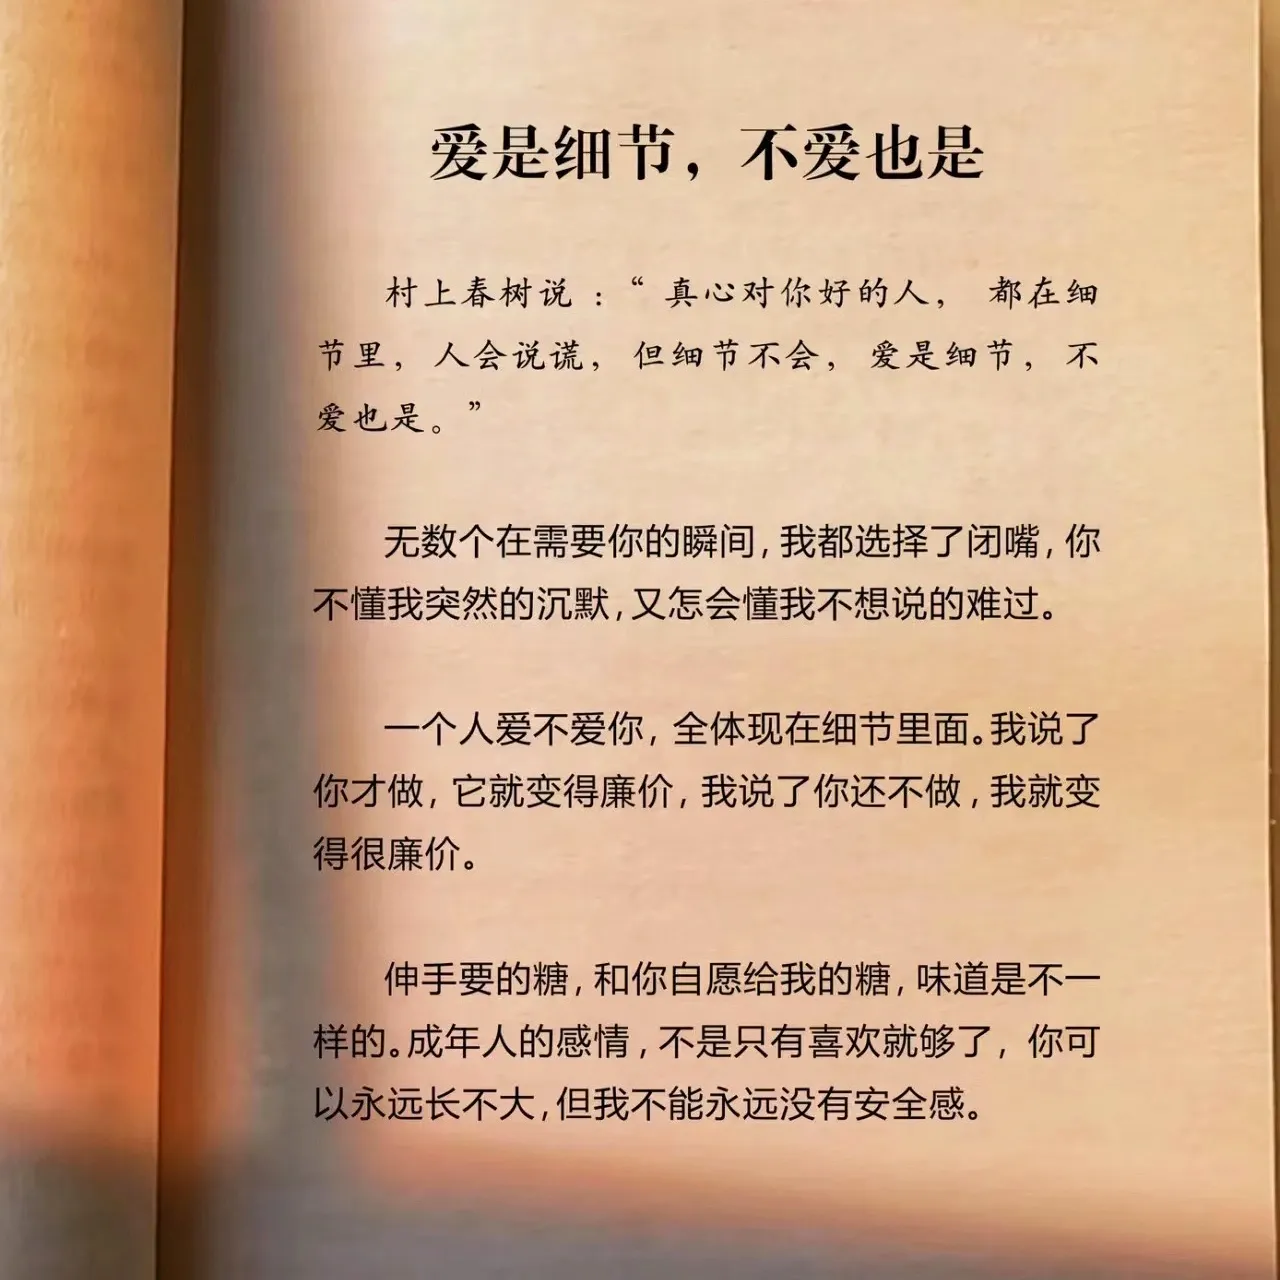 爱是细节，不爱也是
村上春树说：“真心对你好的人，都在细
节里，人会说谎，但细节不会，爱是细节，不
爱也是。”
无数个在需要你的瞬间，我都选择了闭嘴，你
不懂我突然的沉默，又怎会懂我不想说的难过。
一个人爱不爱你，全体现在细节里面。我说了
你才做，它就变得廉价，我说了你还不做，我就变
得很廉价。
伸手要的糖，和你自愿给我的糖，味道是不一
样的。成年人的感情，不是只有喜欢就够了，你可
以永远长不大，但我不能永远没有安全感。